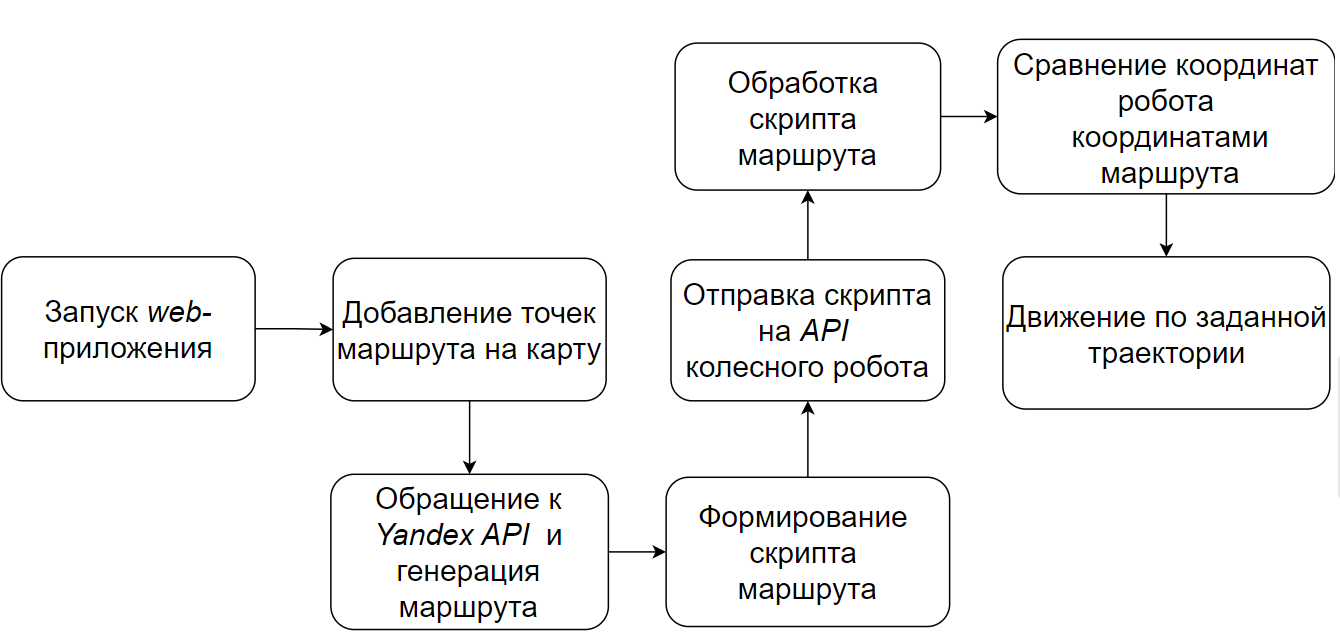 Запуск web-
приложения
Добавление точек
маршрута на карту
Обращение к
Yandex API и
генерация
маршрута
Формирование
скрипта
маршрута
Отправка скрипта
на API
колесного робота
Обработка
скрипта
маршрута
Сравнение координат
робота
координатами
маршрута
Движение по заданной
траектории